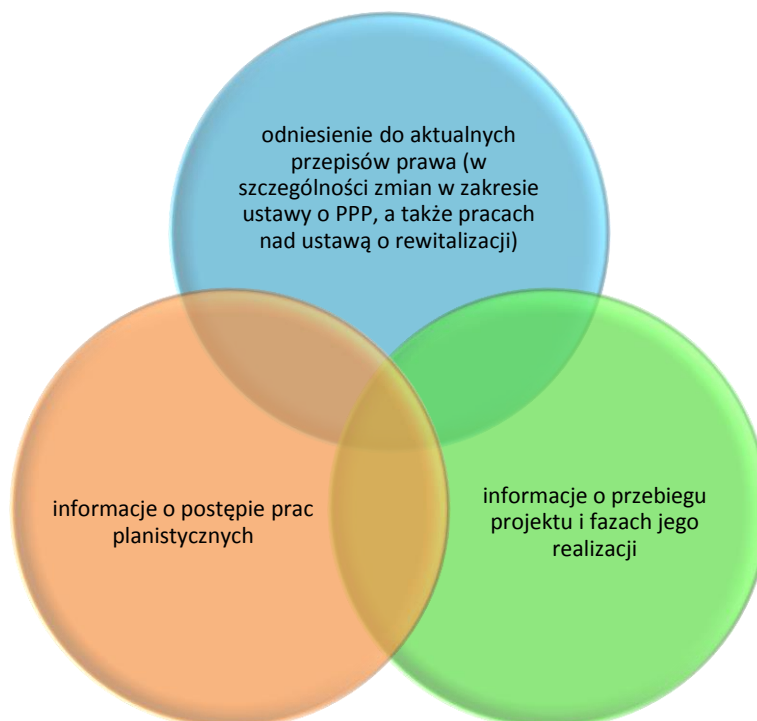 odniesienie do aktualnych
przepisów prawa (w
szczególności zmian w zakresie
ustawy o PPP, a także pracach
nad ustawą o rewitalizacji)
informacje o postępie prac
planistycznych
informacje o przebiegu
projektu i fazach jego
realizacji